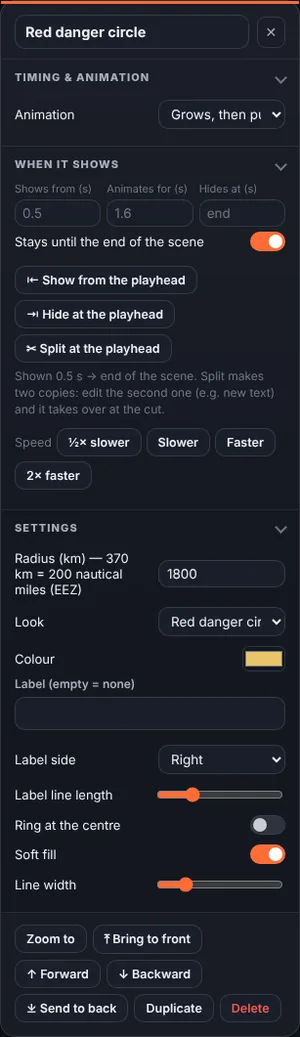 Red danger circle
✕
TIMING & ANIMATION
Animation
Grows, then pu
WHEN IT SHOWS
Shows from (s) Animates for (s) Hides at (s)
0.5 1.6 end
Stays until the end of the scene
⇤ Show from the playhead
⇥ Hide at the playhead
✂ Split at the playhead
Shown 0.5 s → end of the scene. Split makes
two copies: edit the second one (e.g. new text)
and it takes over at the cut.
Speed ½× slower Slower Faster
2× faster
SETTINGS
Radius (km) — 370
km = 200 nautical
miles (EEZ)
1800
Look Red danger cir
Colour
Label (empty = none)
Label side Right
Label line length
Ring at the centre
Soft fill
Line width
Zoom to ⤒ Bring to front
↑ Forward ↓ Backward
⤓ Send to back Duplicate Delete